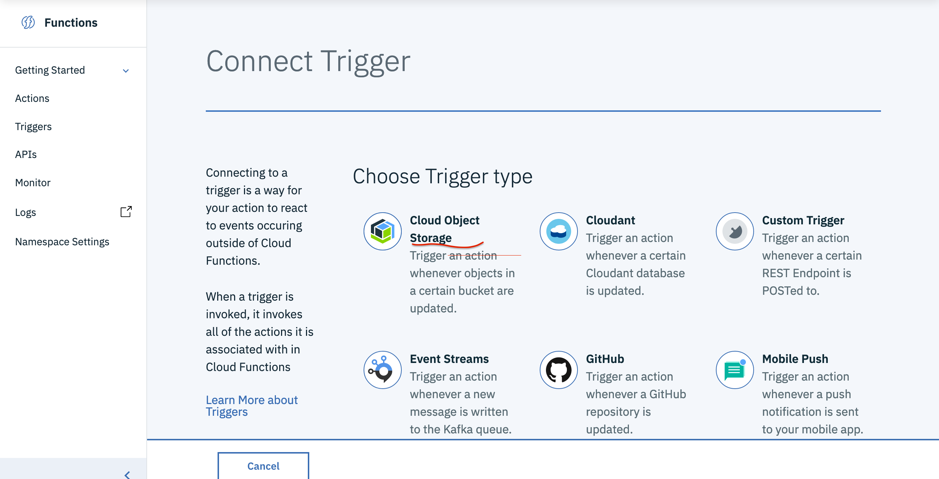 Functions
Getting Started
Actions
Triggers
APIs
Monitor
Logs
Namespace Settings
Connect Trigger
Connecting to a
trigger is a way for
your action to react
to events occuring
outside of Cloud
Functions.
When a trigger is
invoked, it invokes
all of the actions it is
associated with in
Cloud Functions
Learn More about
Triggers
Choose Trigger type
Cloud Object
Storage
Trigger an action
whenever objects in
a certain bucket are
updated.
Cloudant
Trigger an action
whenever a certain
Cloudant database
is updated.
Custom Trigger
Trigger an action
whenever a certain
REST Endpoint is
POSTed to.
Event Streams
Trigger an action
whenever a new
message is written
to the Kafka queue.
GitHub
Trigger an action
whenever a GitHub
repository is
updated.
Mobile Push
Trigger an action
whenever a push
notification is sent
to your mobile app.
Cancel